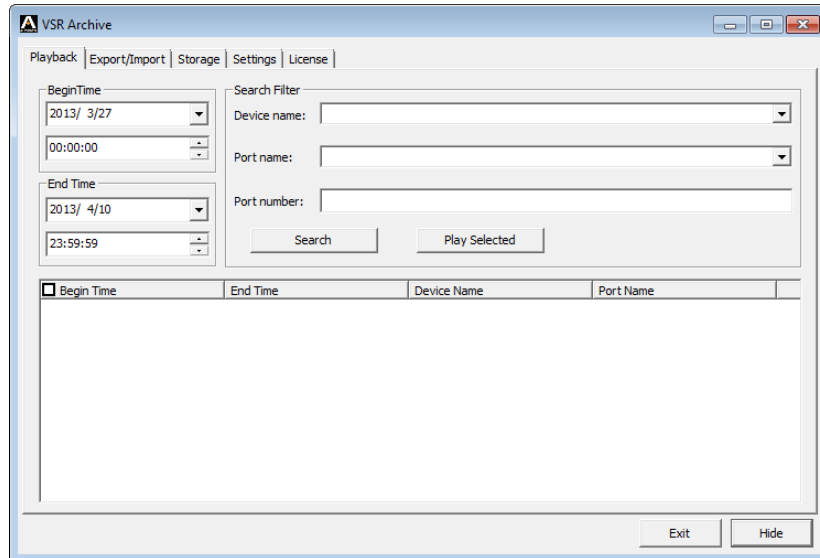 VSR Archive
Playback Export/Import Storage Settings License
BeginTime
2013/ 3/27
00:00:00
End Time
2013/ 4/10
23:59:59
Search Filter
Device name:
Port name:
Port number:
Search Play Selected
Begin Time End Time Device Name Port Name
Exit Hide